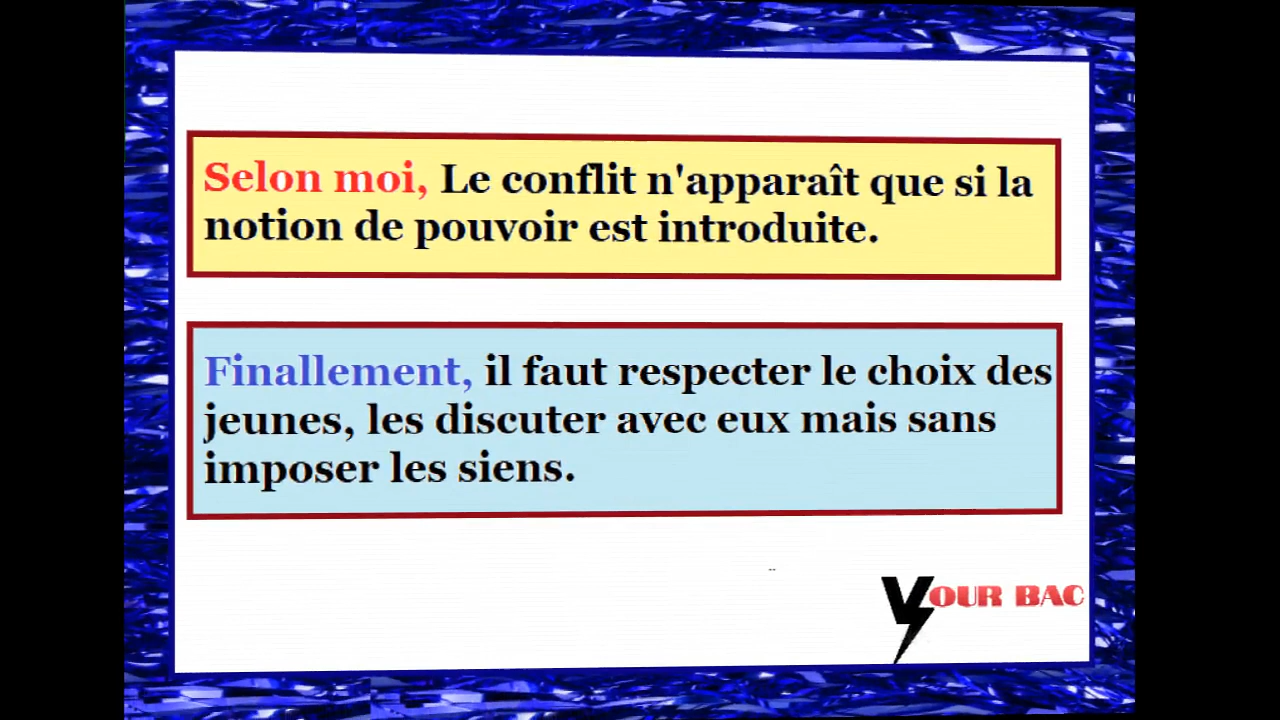 Selon moi, Le conflit n'apparaît que si la
notion de pouvoir est introduite.
Finallement, il faut respecter le choix des
jeunes, les discuter avec eux mais sans
imposer les siens.
YOUR BAC